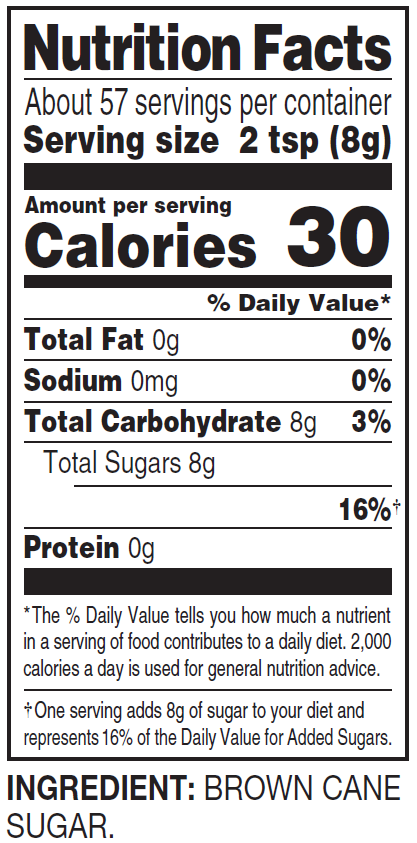 Nutrition Facts
About 57 servings per container
Serving size 2 tsp (8g)
Amount per serving
Calories 30
% Daily Value*
Total Fat 0g 0%
Sodium 0mg 0%
Total Carbohydrate 8g 3%
Total Sugars 8g
16%†
Protein 0g
*The % Daily Value tells you how much a nutrient
in a serving of food contributes to a daily diet. 2,000
calories a day is used for general nutrition advice.
†One serving adds 8g of sugar to your diet and
represents 16% of the Daily Value for Added Sugars.
INGREDIENT: BROWN CANE
SUGAR.